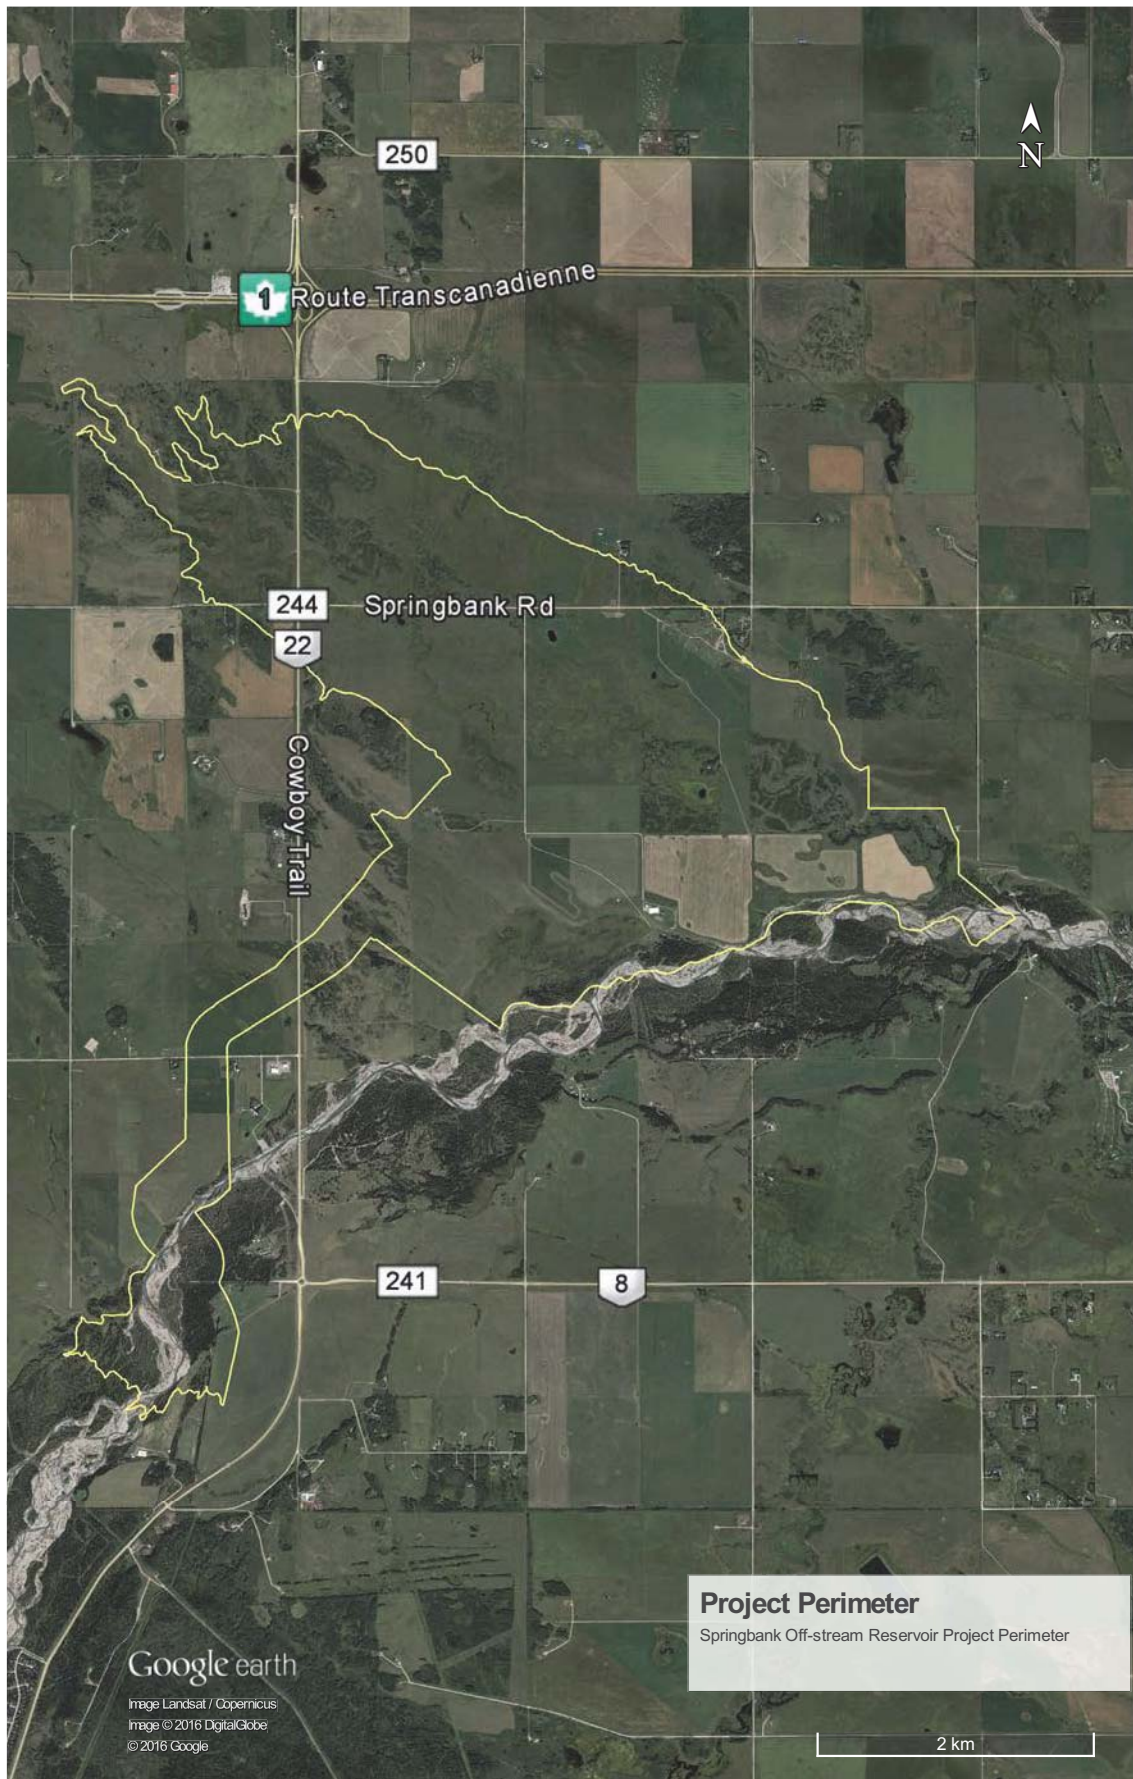 250
N
1
Route Transcanadienne
244
Springbank Rd
22
Cowboy Trail
241
8
Project Perimeter
Springbank Off-stream Reservoir Project Perimeter
Google earth
Image Landsat / Copernicus
Image © 2016 DigitalGlobe
© 2016 Google
2 km